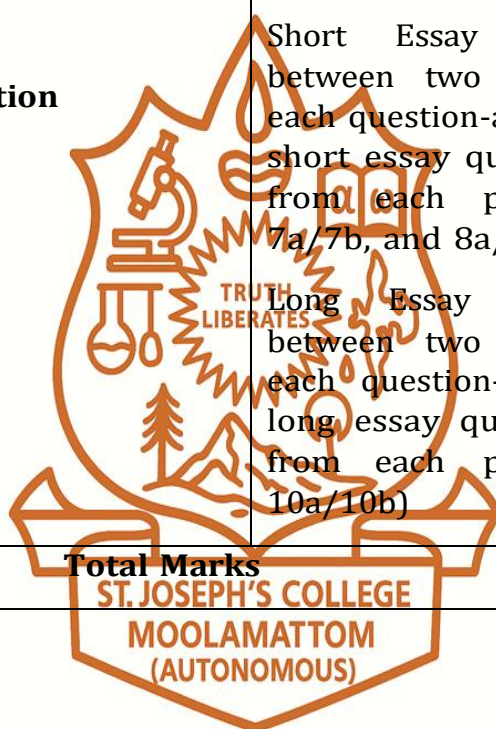 Short Essay
between two
tion
each question-a
short essay qu
from each p
α ω
7a/7b, and 8a/
TRUTH
LIBERATES
Long Essay
between two
each question-
long essay qu
from each p
10a/10b)
Total Marks
ST. JOSEPH'S COLLEGE
MOOLAMATTOM
(AUTONOMOUS)